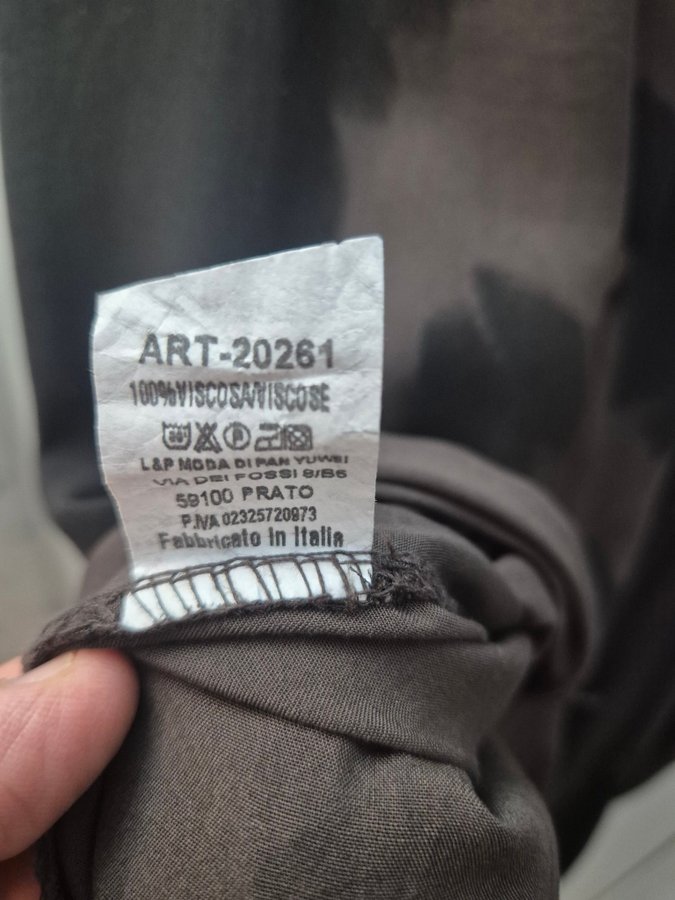 ART-20261
100%VISCOSA/VISCOSE
L&P MODA DI PAN YUWEI
VIA DEI FOSSI 8/B6
59100 PRATO
P.IVA 02325720973
Fabbricato in Italia